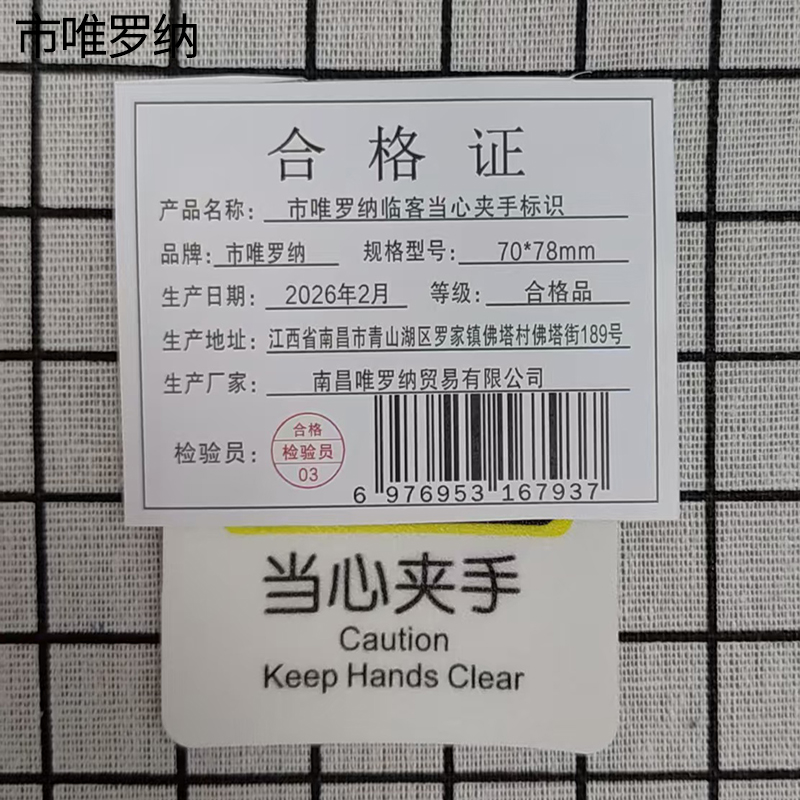 市唯罗纳
合格证
产品名称：市唯罗纳临客当心夹手标识
品牌：市唯罗纳 规格型号：70*78mm
生产日期：2026年2月 等级：合格品
生产地址：江西省南昌市青山湖区罗家镇佛塔村佛塔街189号
生产厂家：南昌唯罗纳贸易有限公司
检验员：
合格
检验员
03
6 976953 167937
当心夹手
Caution
Keep Hands Clear